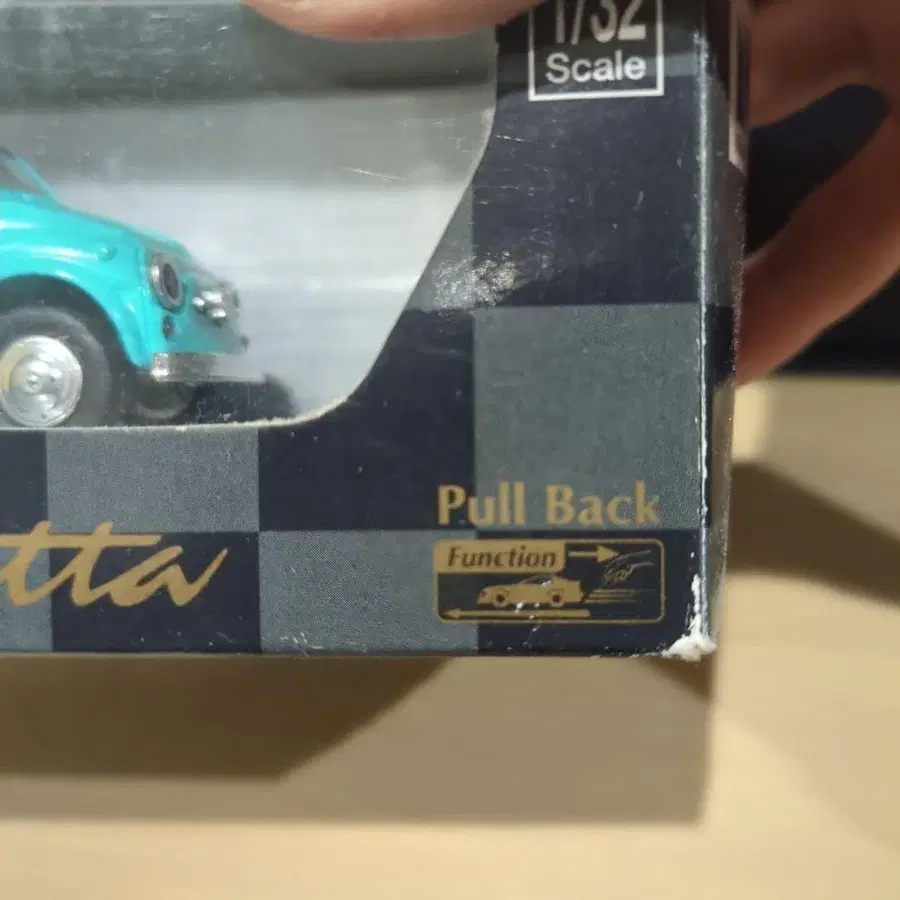 1/32
Scale
Pull Back
tta
Function